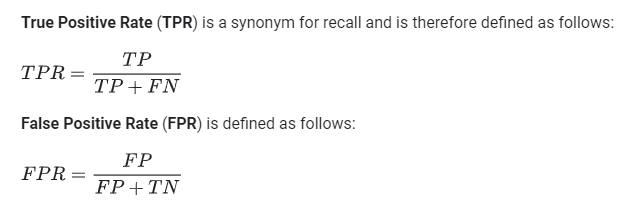 True Positive Rate (TPR) is a synonym for recall and is therefore defined as follows:
TPR = TP / TP + FN
False Positive Rate (FPR) is defined as follows:
FPR = FP / FP + TN